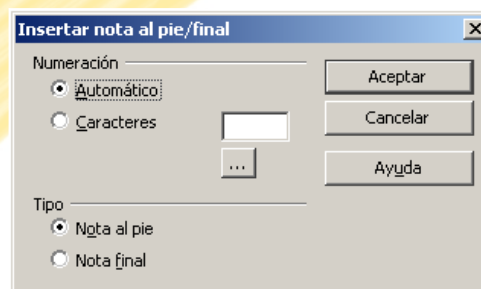 Insertar nota al pie/final
Numeración
Automático
Caracteres
...
Tipo
Nota al pie
Nota final
Aceptar
Cancelar
Ayuda